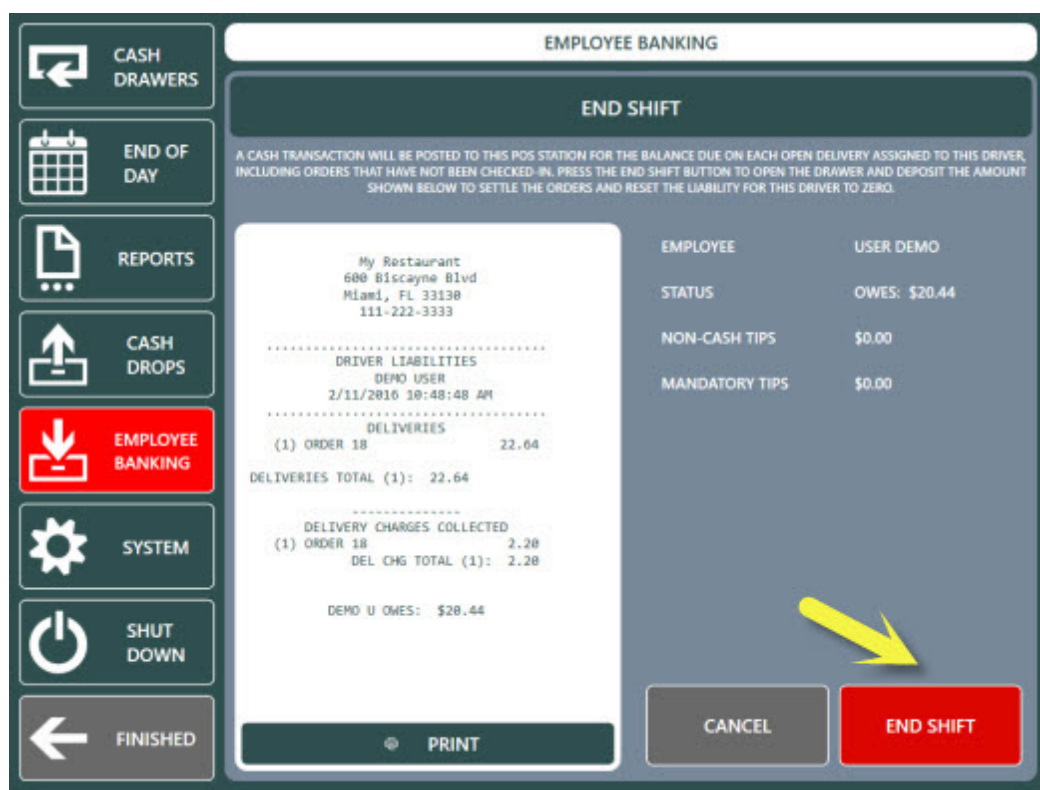 CASH
DRAWERS
END OF
DAY
REPORTS
CASH
DROPS
EMPLOYEE
BANKING
SYSTEM
SHUT
DOWN
FINISHED
EMPLOYEE BANKING
END SHIFT
A CASH TRANSACTION WILL BE POSTED TO THIS POS STATION FOR THE BALANCE DUE ON EACH OPEN DELIVERY ASSIGNED TO THIS DRIVER,
INCLUDING ORDERS THAT HAVE NOT BEEN CHECKED-IN. PRESS THE END SHIFT BUTTON TO OPEN THE DRAWER AND DEPOSIT THE AMOUNT
SHOWN BELOW TO SETTLE THE ORDERS AND RESET THE LIABILITY FOR THIS DRIVER TO ZERO.
My Restaurant
600 Biscayne Blvd
Miami, FL 33130
111-222-3333
DRIVER LIABILITIES
DEMO USER
2/11/2016 10:48:48 AM
DELIVERIES
(1) ORDER 18 22.64
DELIVERIES TOTAL (1): 22.64
DELIVERY CHARGES COLLECTED
(1) ORDER 18 2.20
DEL CHG TOTAL (1): 2.20
DEMO U OWES: $20.44
PRINT
EMPLOYEE USER DEMO
STATUS OWES: $20.44
NON-CASH TIPS $0.00
MANDATORY TIPS $0.00
CANCEL
END SHIFT